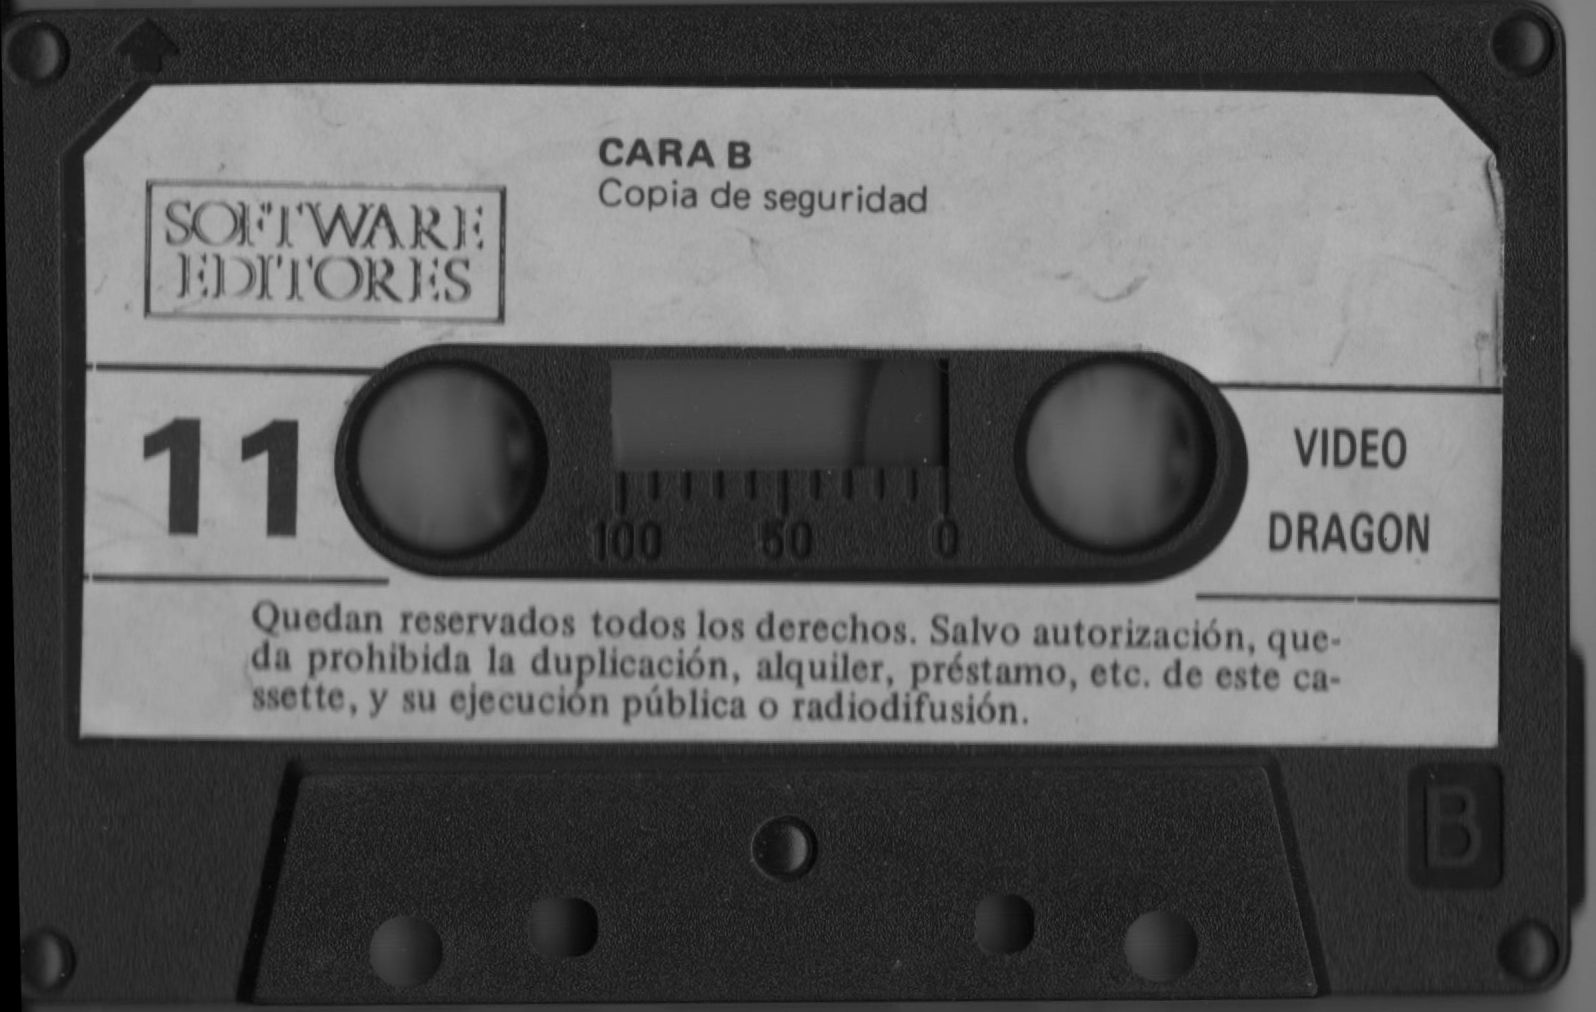 CARA B
Copia de seguridad
SOFTWARE
EDITORES
11
VIDEO
DRAGON
100 50 0
Quedan reservados todos los derechos. Salvo autorización, que-
da prohibida la duplicación, alquiler, préstamo, etc. de este ca-
ssette, y su ejecución pública o radiodifusión.
B